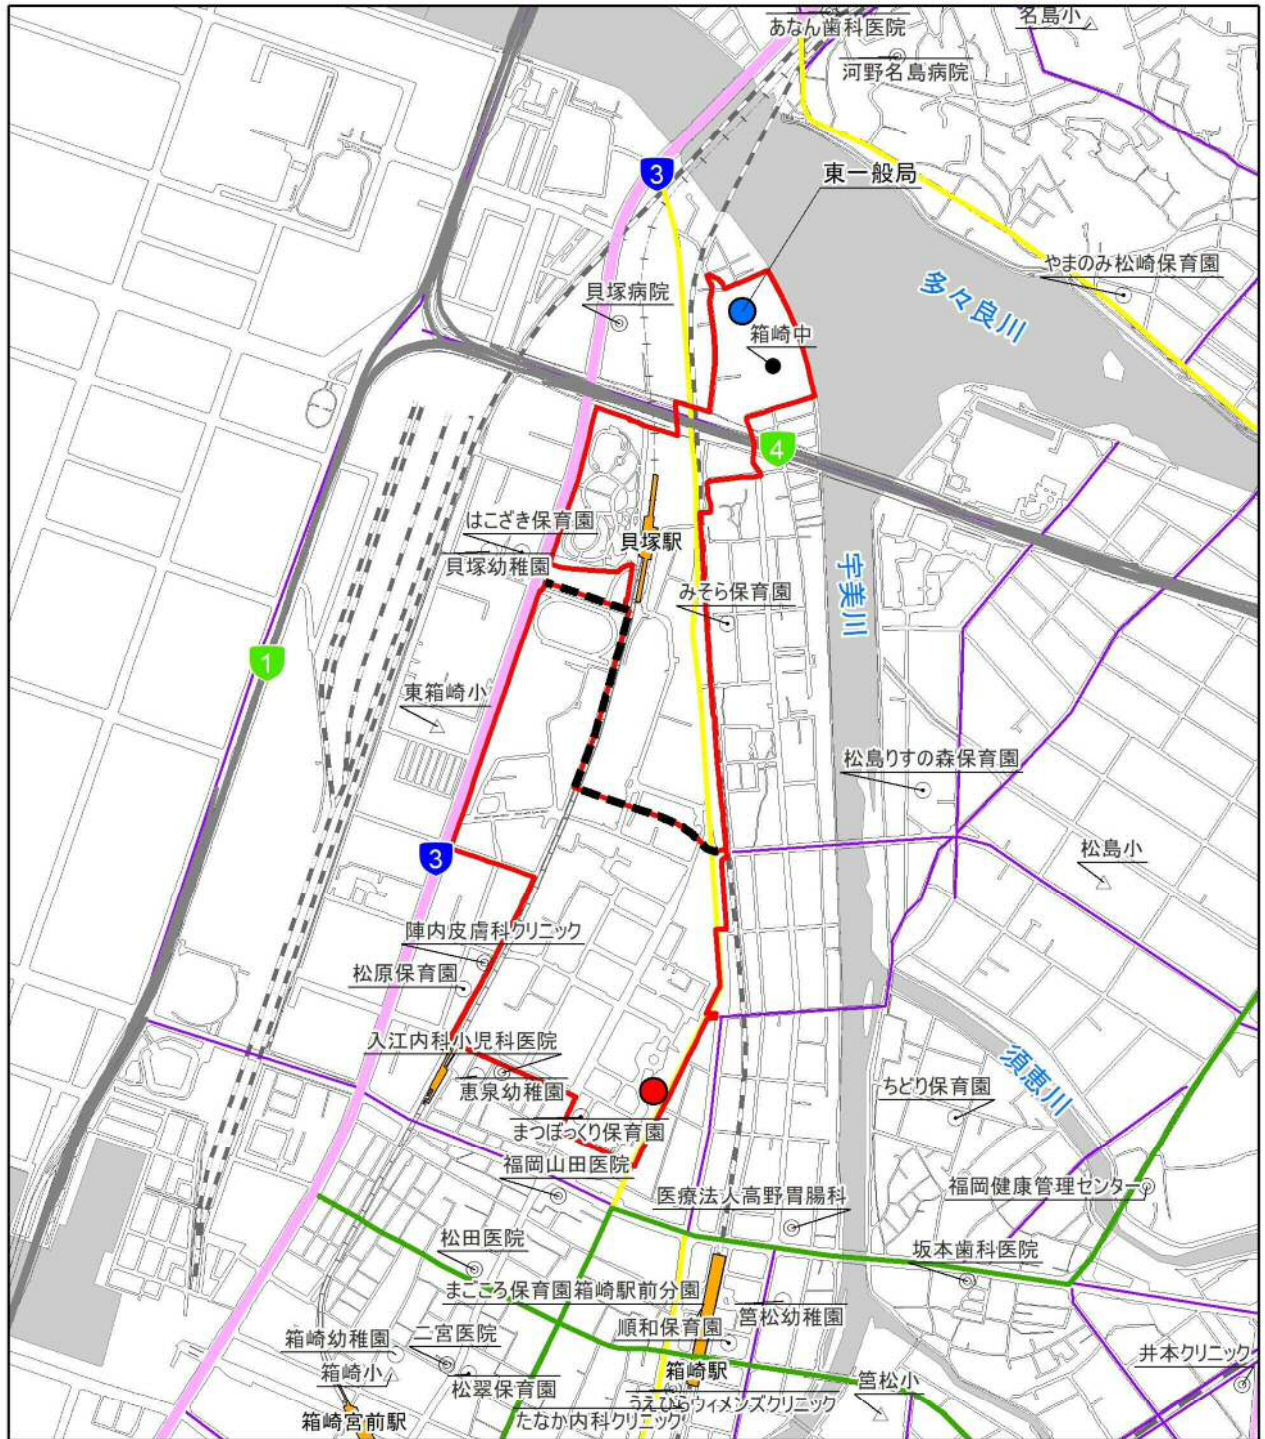 あなん歯科医院
名島小
河野名島病院
3
東一般局
やまのみ松崎保育園
多々良川
貝塚病院
箱崎中
4
はこざき保育園
貝塚駅
貝塚幼稚園
みそら保育園
宇美川
1
東箱崎小
松島りすの森保育園
松島小
3
陣内皮膚科クリニック
松原保育園
入江内科小児科医院
恵泉幼稚園
ちどり保育園
須恵川
まつぼっくり保育園
福岡山田医院
医療法人高野胃腸科
福岡健康管理センター
松田医院
坂本歯科医院
まごころ保育園箱崎駅前分園
筥松幼稚園
順和保育園
箱崎幼稚園
二宮医院
井本クリニック
箱崎小
松翠保育園
箱崎駅
筥松小
うえひらウィメンズクリニック
たなか内科クリニック
箱崎宮前駅